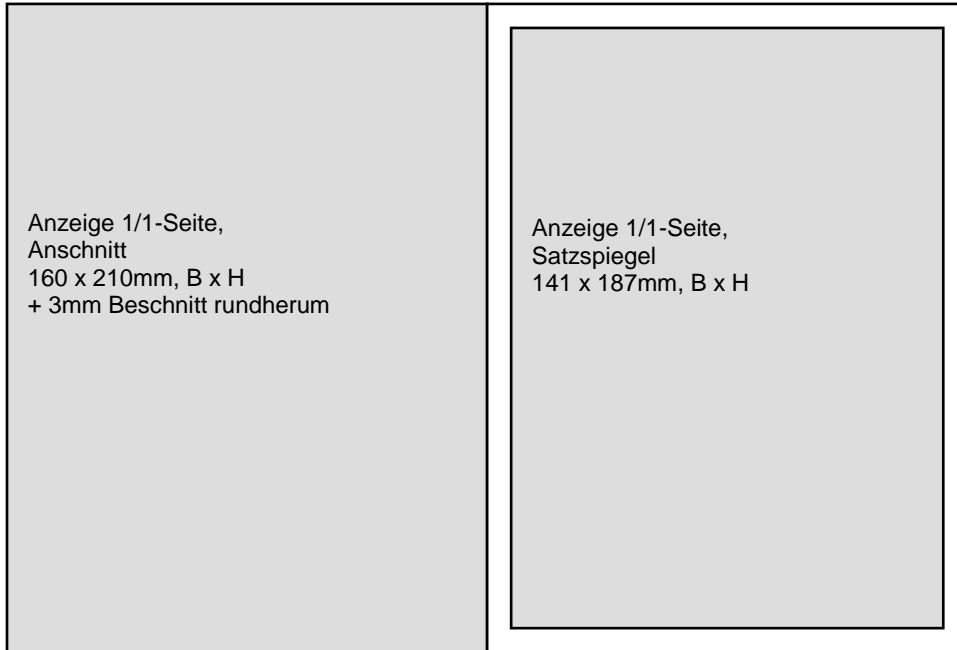 Anzeige 1/1-Seite,
Anschnitt
160 x 210mm, B x H
+ 3mm Beschnitt rundherum
Anzeige 1/1-Seite,
Satzspiegel
141 x 187mm, B x H